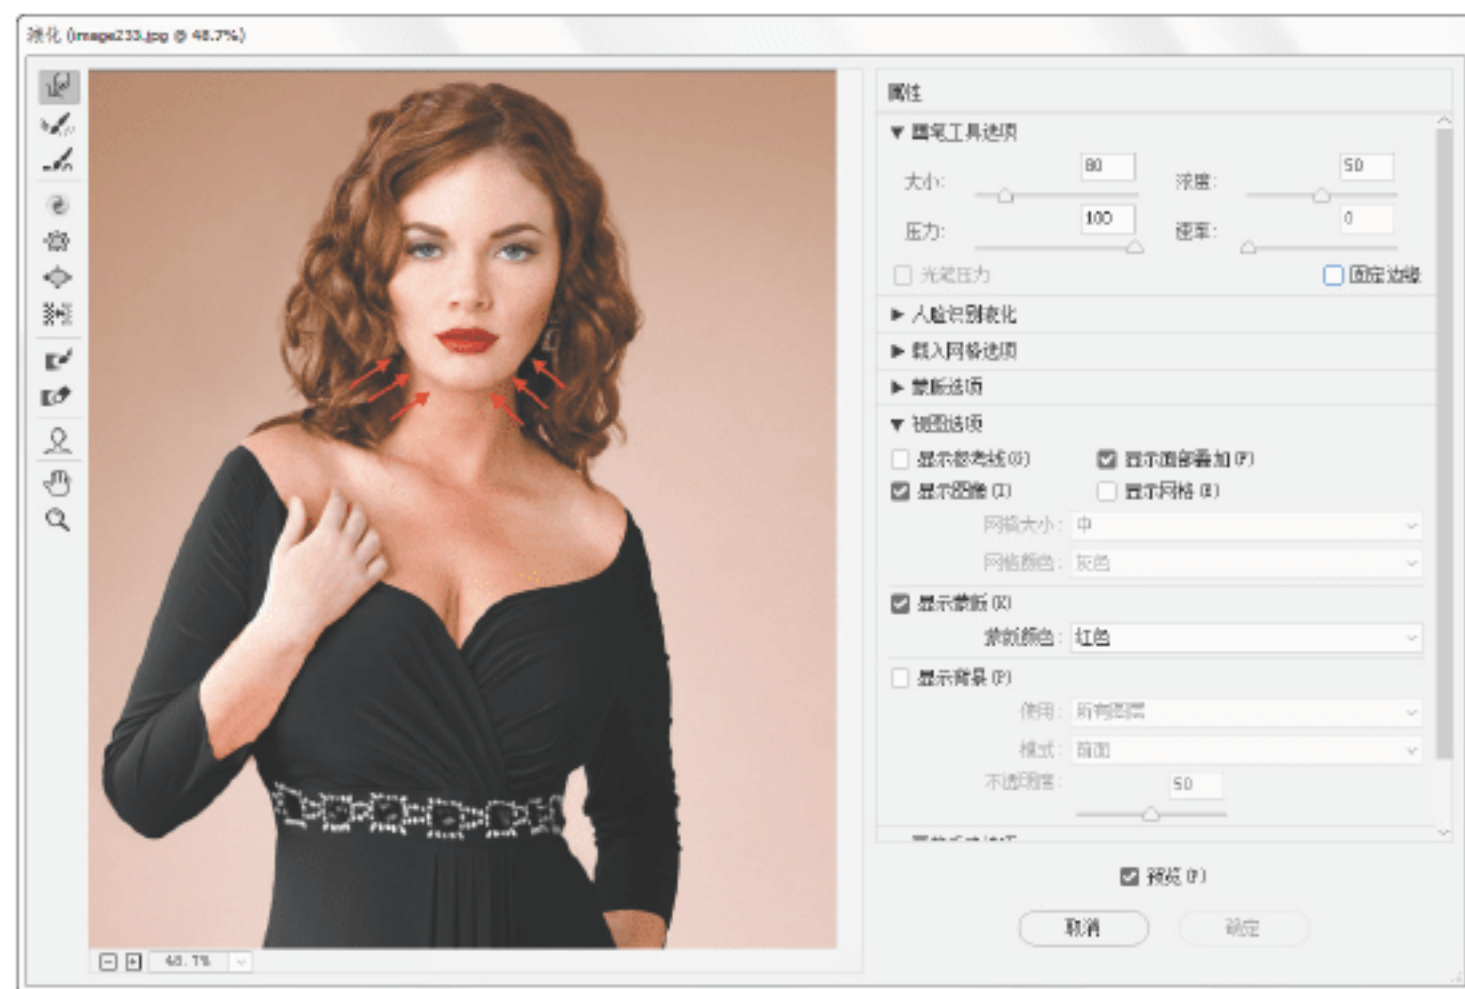 液化 (image233.jpg @ 48.7%)
属性
▼ 画笔工具选项
大小: 80 浓度: 50
压力: 100 速率: 0
光笔压力 固定边缘
▶ 人脸识别液化
▶ 载入网格选项
▶ 蒙版选项
▼ 视图选项
显示参考线(G) 显示面部叠加(F)
显示图像(I) 显示网格(E)
网格大小: 中
网格颜色: 灰色
显示蒙版(K)
蒙版颜色: 红色
显示背景(P)
使用: 所有图层
模式: 前面
不透明度: 50
预览(P)
取消 确定
48.7%